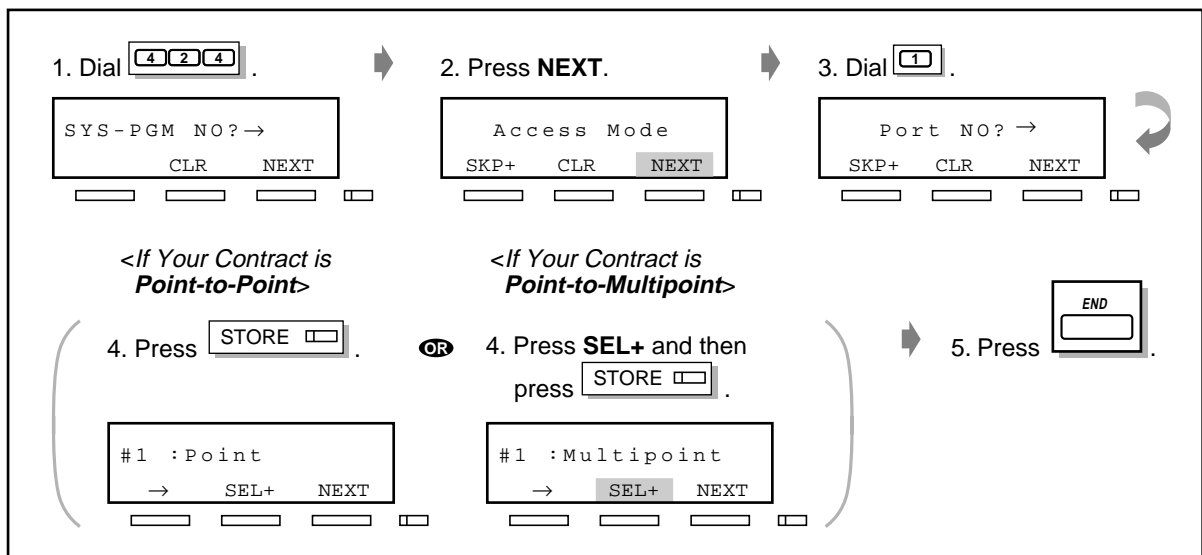 1. Dial 4 2 4 .
SYS-PGM NO?→
CLR NEXT
2. Press NEXT.
Access Mode
SKP+ CLR NEXT
3. Dial 1 .
Port NO? →
SKP+ CLR NEXT
<If Your Contract is
Point-to-Point>
4. Press STORE .
#1 :Point
→ SEL+ NEXT
OR
<If Your Contract is
Point-to-Multipoint>
4. Press SEL+ and then
press STORE .
#1 :Multipoint
→ SEL+ NEXT
END
5. Press .